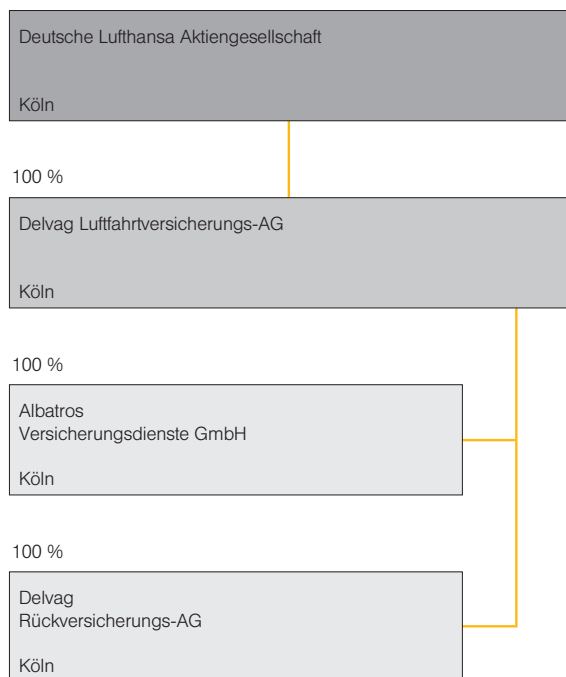 Deutsche Lufthansa Aktiengesellschaft
Köln
100 %
Delvag Luftfahrtversicherungs-AG
Köln
100 %
Albatros
Versicherungsdienste GmbH
Köln
100 %
Delvag
Rückversicherungs-AG
Köln